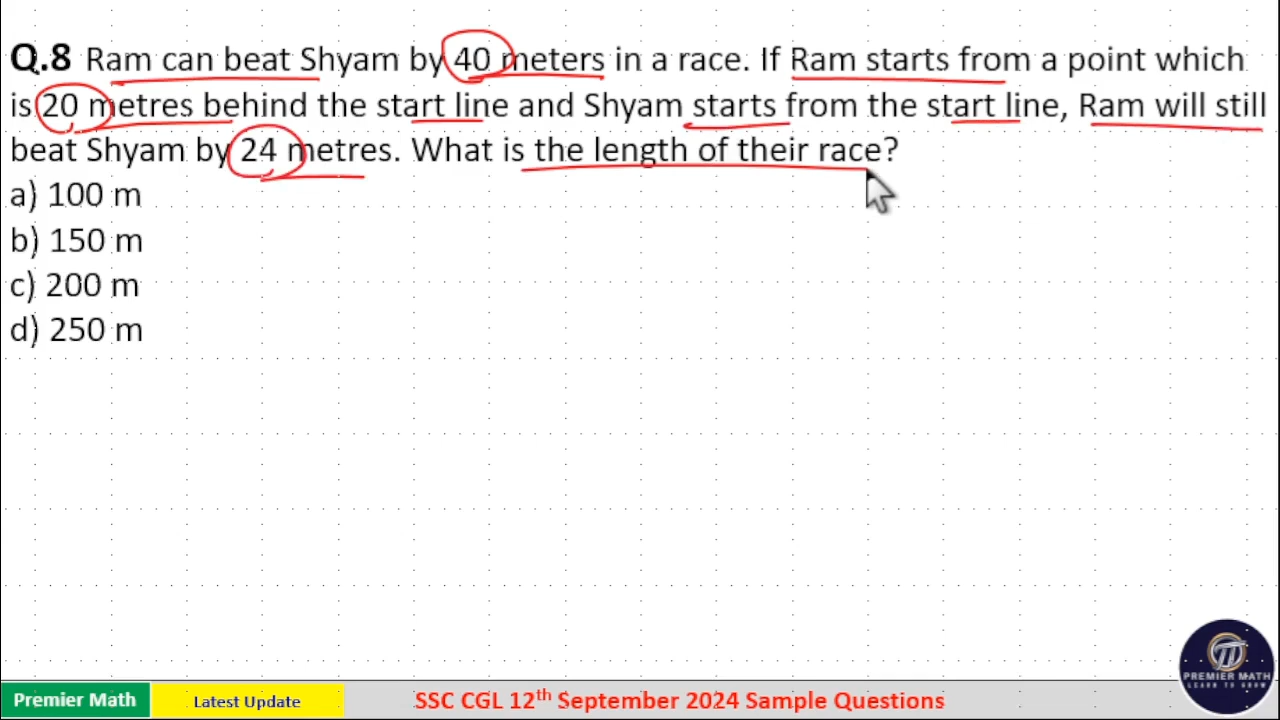 Q.8 Ram can beat Shyam by 40 meters in a race. If Ram starts from a point which
is 20 metres behind the start line and Shyam starts from the start line, Ram will still
beat Shyam by 24 metres. What is the length of their race?
a) 100 m
b) 150 m
c) 200 m
d) 250 m
PREMIER MATH
LEARN TO GROW
Premier Math
Latest Update
SSC CGL 12th September 2024 Sample Questions